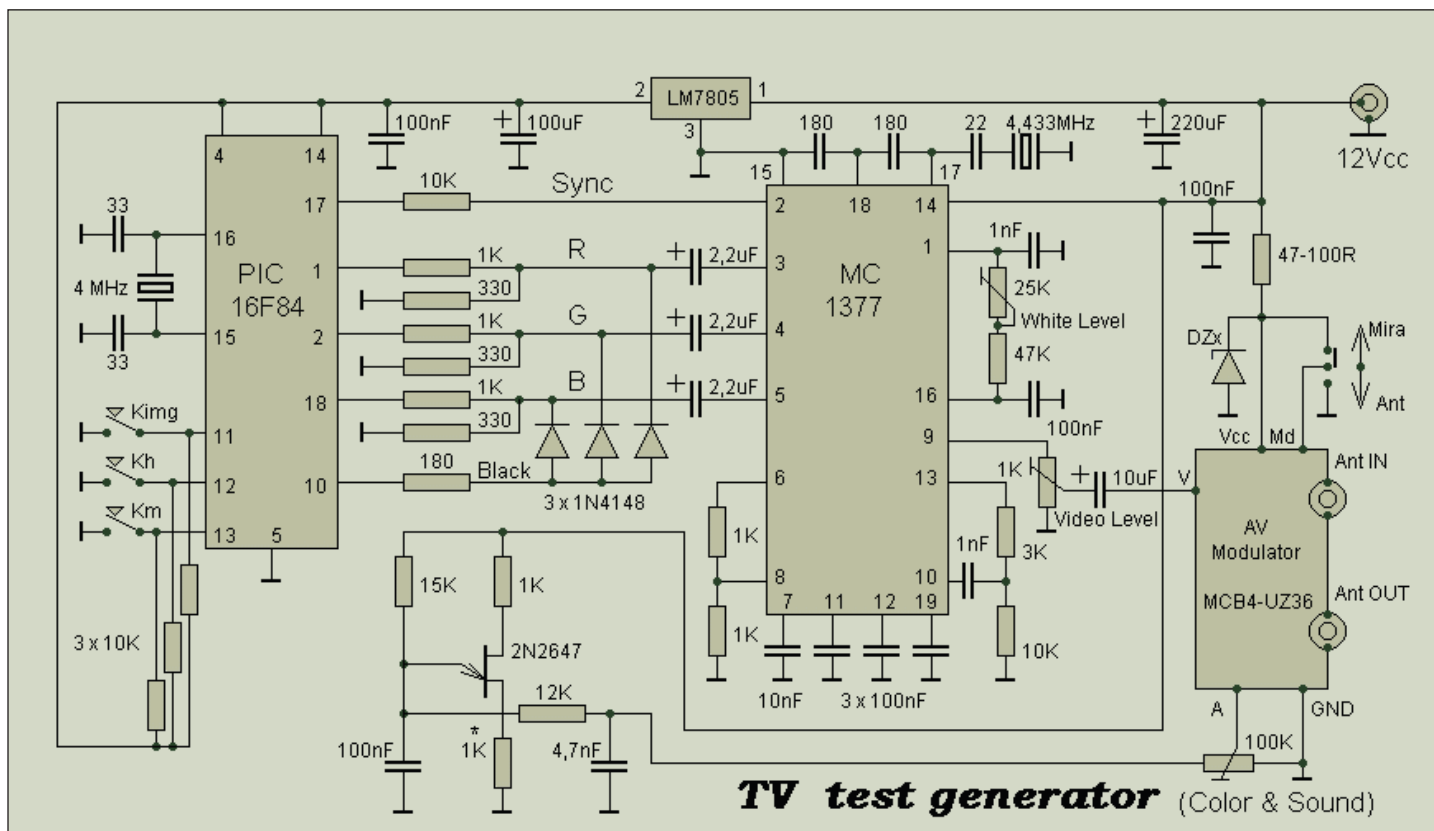 2
LM7805
1
3
100nF
+
100uF
180
180
22
4,433MHz
+
220uF
12Vcc
4
14
15
17
10K
Sync
17
2
18
14
100nF
33
16
1
1K
R
+
2,2uF
3
MC
1377
1
1nF
PIC
16F84
4 MHz
330
25K
47-100R
15
2
1K
G
+
2,2uF
4
White Level
33
330
47K
DZx
Mira
18
1K
B
+
2,2uF
5
16
Ant
Kimg
11
330
9
100nF
Vcc
Md
Kh
12
10
180
Black
3 x 1N4148
6
13
1K
+
10uF
V
Ant IN
Km
13
5
Video Level
AV
Modulator
MCB4-UZ36
1K
1nF
3K
15K
1K
8
10
7
11
12
19
Ant OUT
3 x 10K
2N2647
1K
10K
12K
10nF
3 x 100nF
A
GND
100nF
*
1K
4,7nF
100K
TV test generator
(Color & Sound)